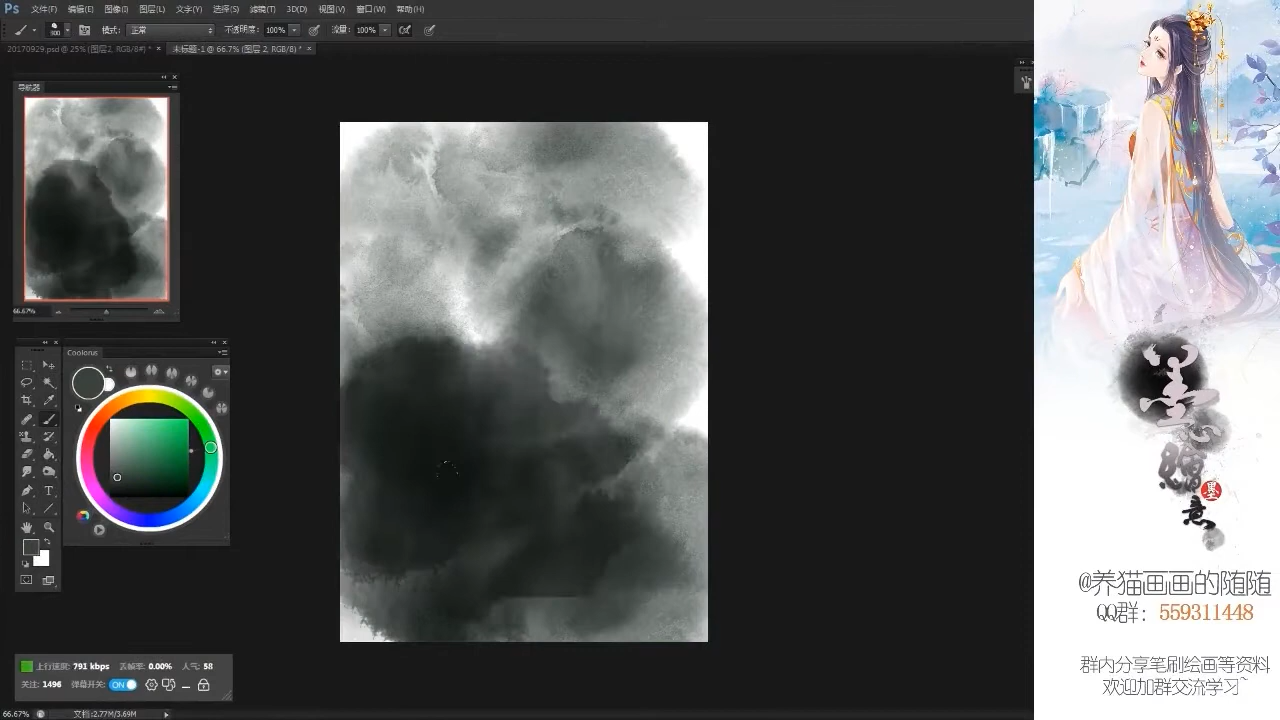 Ps 文件(F) 编辑(E) 图像(I) 图层(L) 文字(Y) 选择(S) 滤镜(T) 3D(D) 视图(V) 窗口(W) 帮助(H)
900 模式: 正常 不透明度: 100% 流量: 100%
20170929.psd @ 25% (图层2, RGB/8#) * × 未标题-1 @ 66.7% (图层 2, RGB/8) * ×
导航器
66.67%
Coolorus
上行速度: 791 kbps 丢帧率: 0.00% 人气: 58
关注: 1496 弹幕开关: ON
66.67% 文档:2.77M/3.69M
墨
意
@养猫画画的随随
QQ群: 559311448
群内分享笔刷绘画等资料
欢迎加群交流学习~